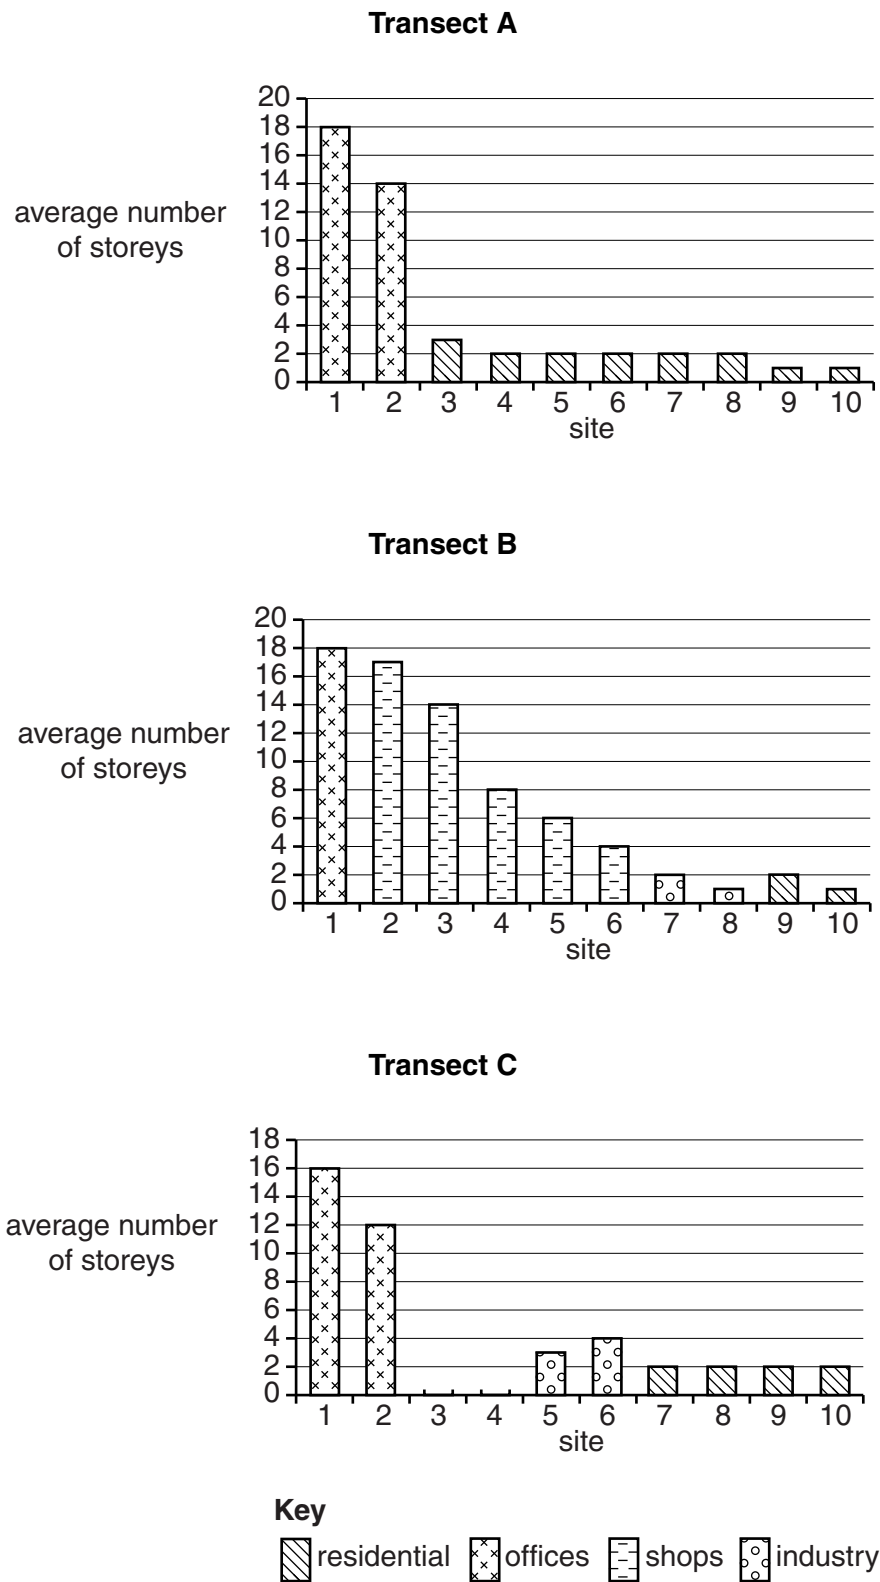 Transect A
20
18
16
14
12
10
8
6
4
2
0
average number
of storeys
1 2 3 4 5 6 7 8 9 10
site
Transect B
20
18
16
14
12
10
8
6
4
2
0
average number
of storeys
1 2 3 4 5 6 7 8 9 10
site
Transect C
18
16
14
12
10
8
6
4
2
0
average number
of storeys
1 2 3 4 5 6 7 8 9 10
site
Key
residential offices shops industry